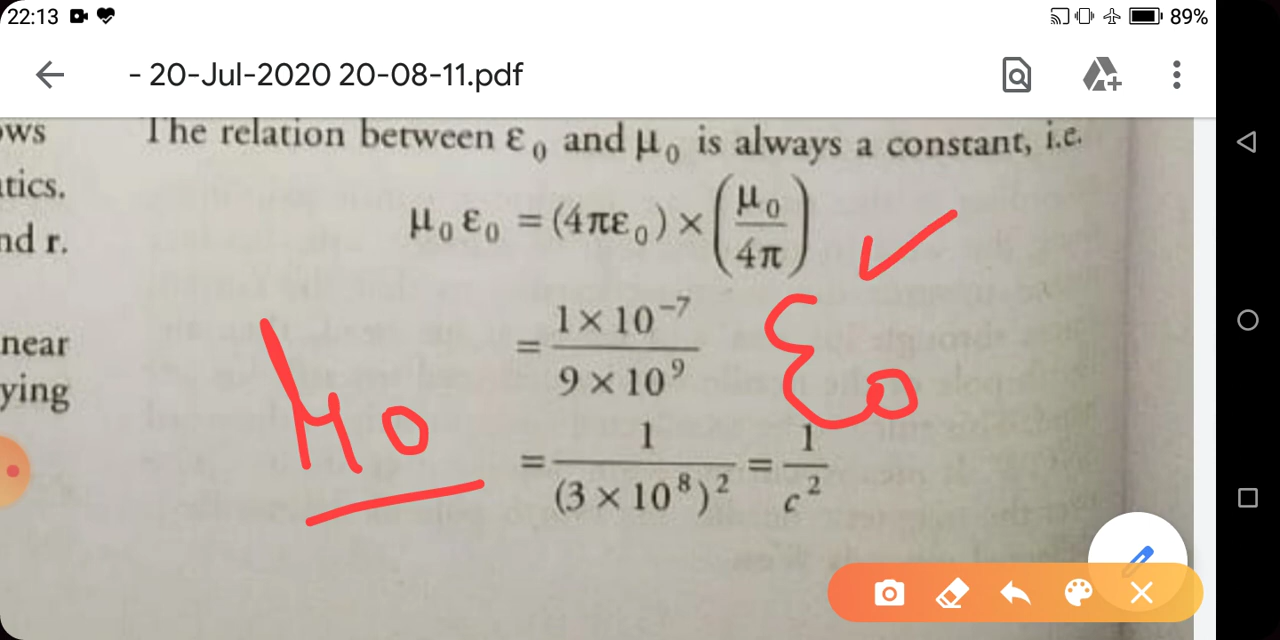 22:13 89%
- 20-Jul-2020 20-08-11.pdf
ows
The relation between ε₀ and μ₀ is always a constant, i.e.
tics.
μ₀ε₀ = (4πε₀) × (μ₀/4π)
nd r.
= 1 × 10⁻⁷ / 9 × 10⁹
near
ying
= 1 / (3 × 10⁸)² = 1 / c²
μ₀
ε₀